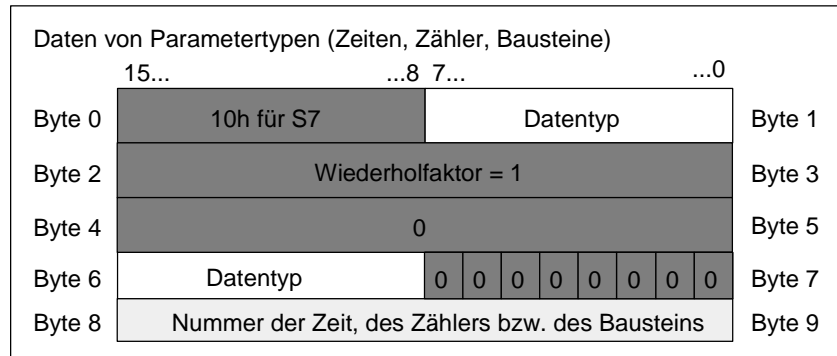 Daten von Parametertypen (Zeiten, Zähler, Bausteine)
15... ...8 7... ...0
Byte 0 10h für S7 Datentyp Byte 1
Byte 2 Wiederholfaktor = 1 Byte 3
Byte 4 0 Byte 5
Byte 6 Datentyp 0 0 0 0 0 0 0 0 Byte 7
Byte 8 Nummer der Zeit, des Zählers bzw. des Bausteins Byte 9